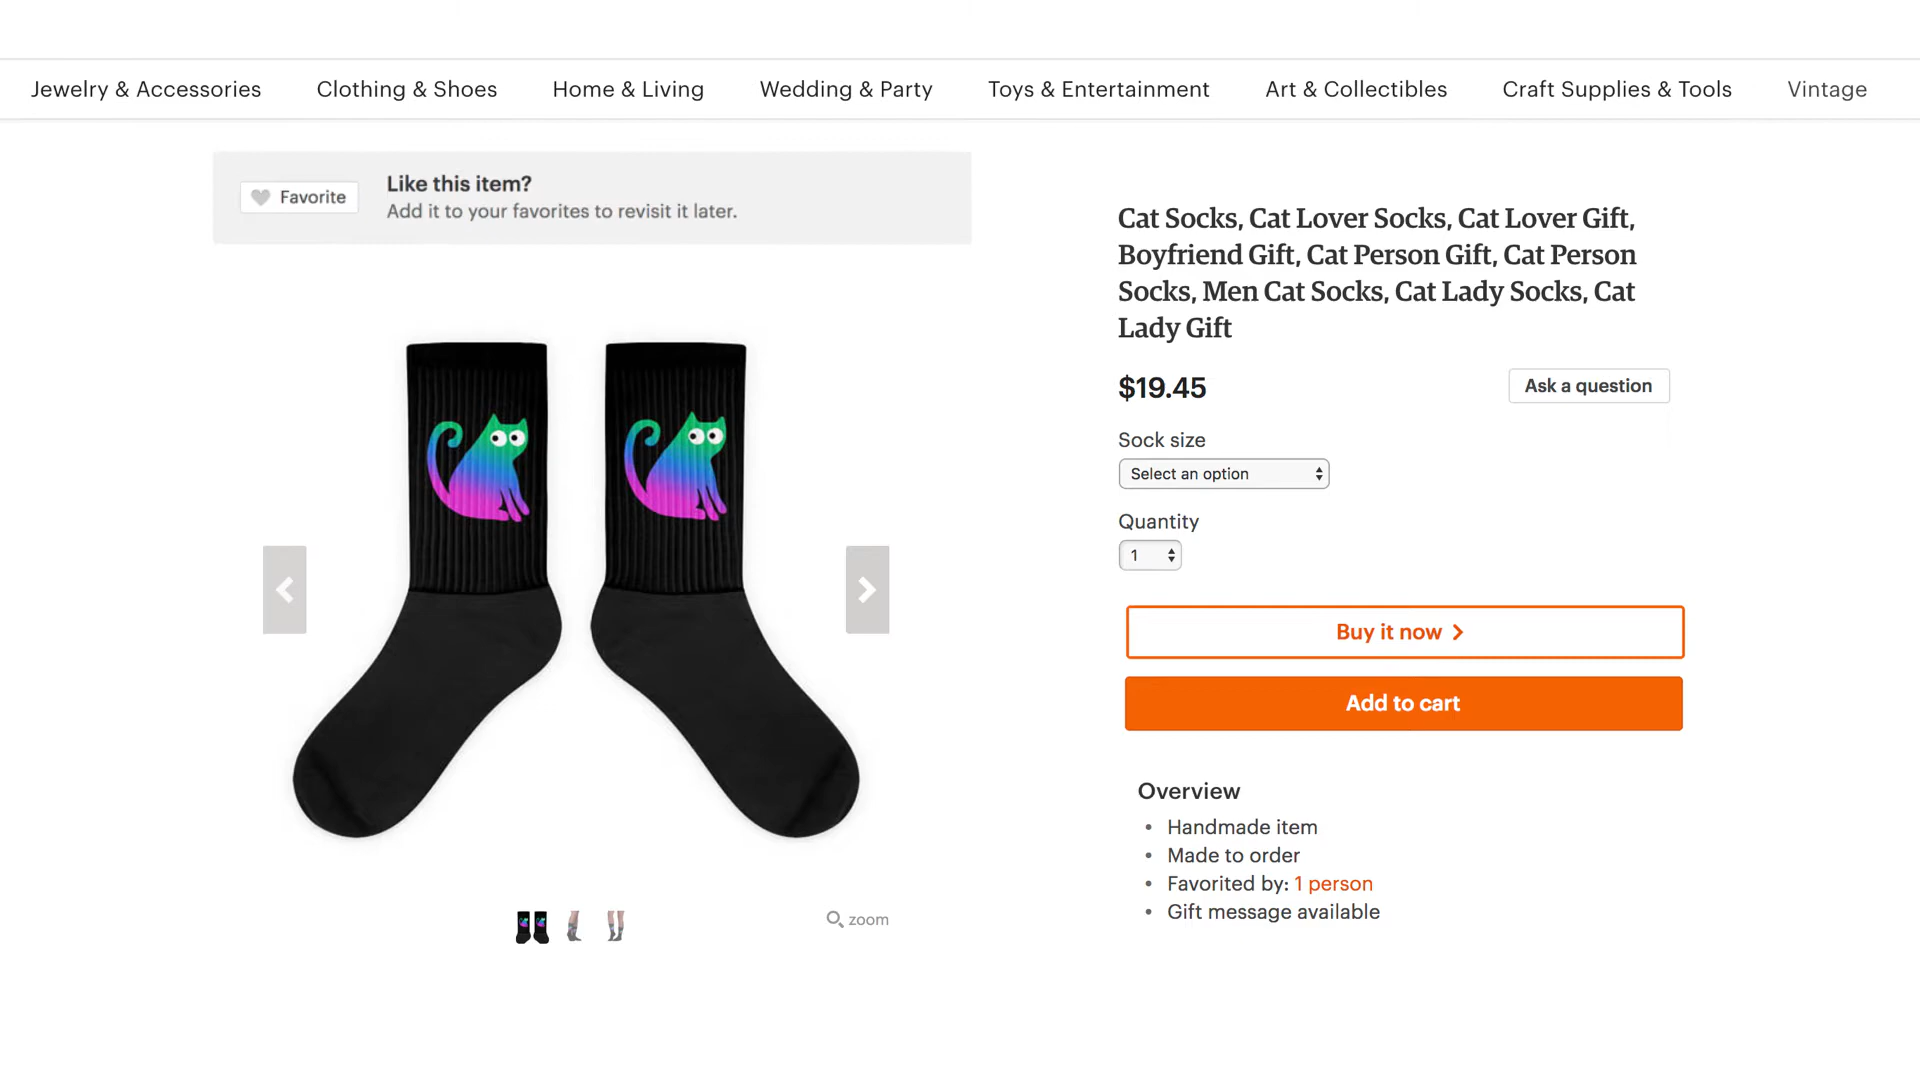 Jewelry & Accessories
Clothing & Shoes
Home & Living
Wedding & Party
Toys & Entertainment
Art & Collectibles
Craft Supplies & Tools
Vintage
Favorite
Like this item?
Add it to your favorites to revisit it later.
Cat Socks, Cat Lover Socks, Cat Lover Gift,
Boyfriend Gift, Cat Person Gift, Cat Person
Socks, Men Cat Socks, Cat Lady Socks, Cat
Lady Gift
$19.45
Ask a question
Sock size
Select an option
Quantity
1
Buy it now
Add to cart
Overview
• Handmade item
• Made to order
• Favorited by: 1 person
• Gift message available
zoom